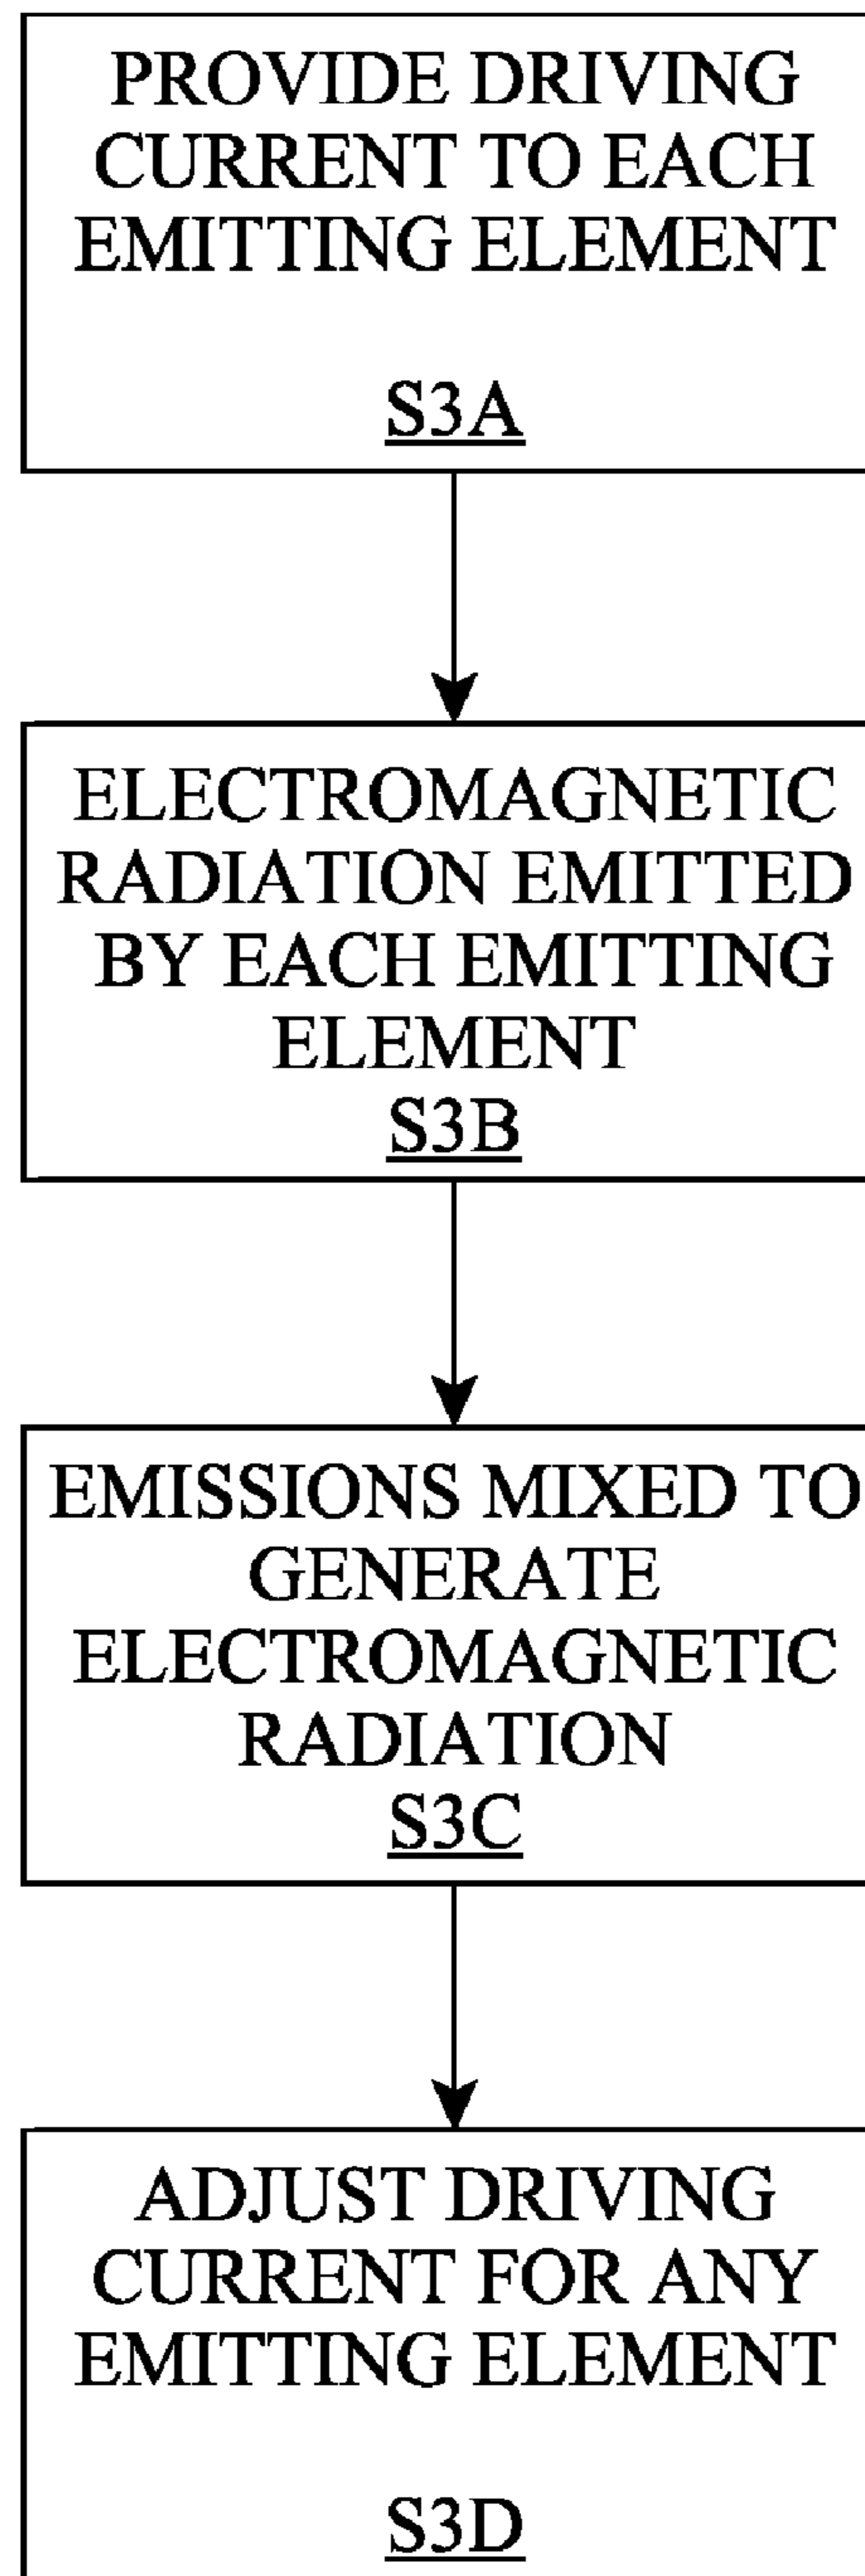 PROVIDE DRIVING
CURRENT TO EACH
EMITTING ELEMENT
S3A
ELECTROMAGNETIC
RADIATION EMITTED
BY EACH EMITTING
ELEMENT
S3B
EMISSIONS MIXED TO
GENERATE
ELECTROMAGNETIC
RADIATION
S3C
ADJUST DRIVING
CURRENT FOR ANY
EMITTING ELEMENT
S3D